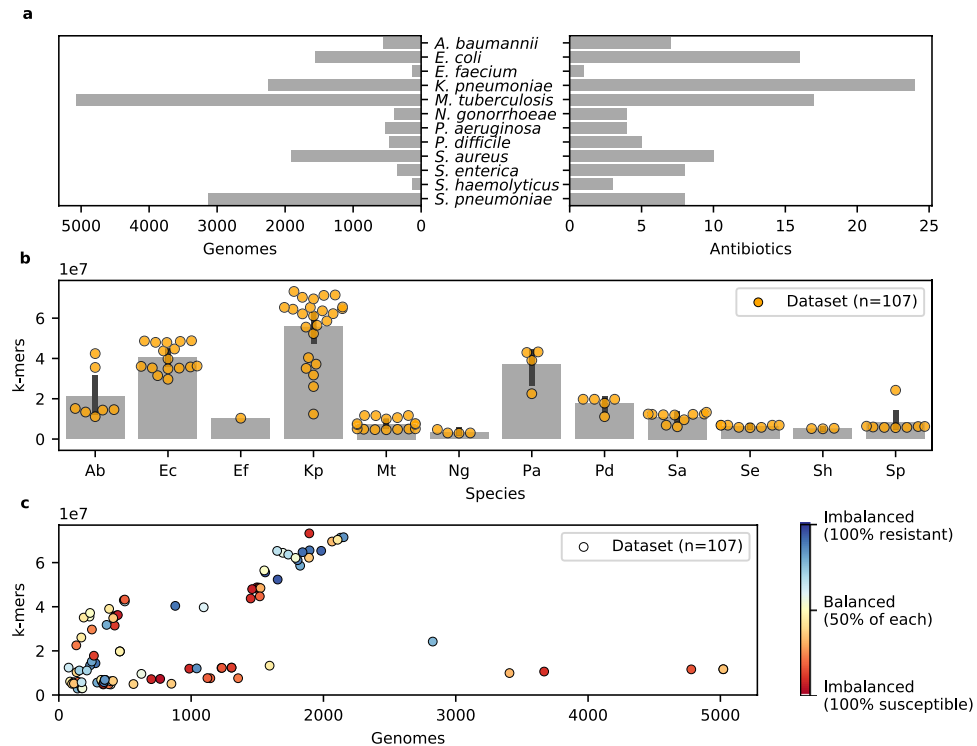 a
A. baumannii
E. coli
E. faecium
K. pneumoniae
M. tuberculosis
N. gonorrhoeae
P. aeruginosa
P. difficile
S. aureus
S. enterica
S. haemolyticus
S. pneumoniae
5000 4000 3000 2000 1000 0
Genomes
0 5 10 15 20 25
Antibiotics
b
1e7
6
4
2
0
k-mers
Dataset (n=107)
Ab Ec Ef Kp Mt Ng Pa Pd Sa Se Sh Sp
Species
c
1e7
6
4
2
0
k-mers
Dataset (n=107)
0 1000 2000 3000 4000 5000
Genomes
Imbalanced
(100% resistant)
Balanced
(50% of each)
Imbalanced
(100% susceptible)